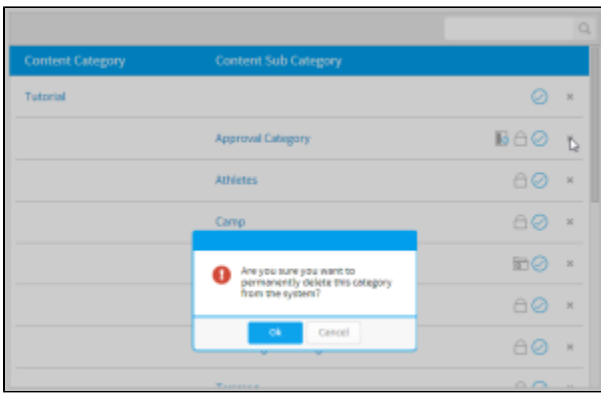 Content Category Content Sub Category
Tutorial
Approval Category
Athletes
Camp
Are you sure you want to
permanently delete this category
from the system?
Ok Cancel